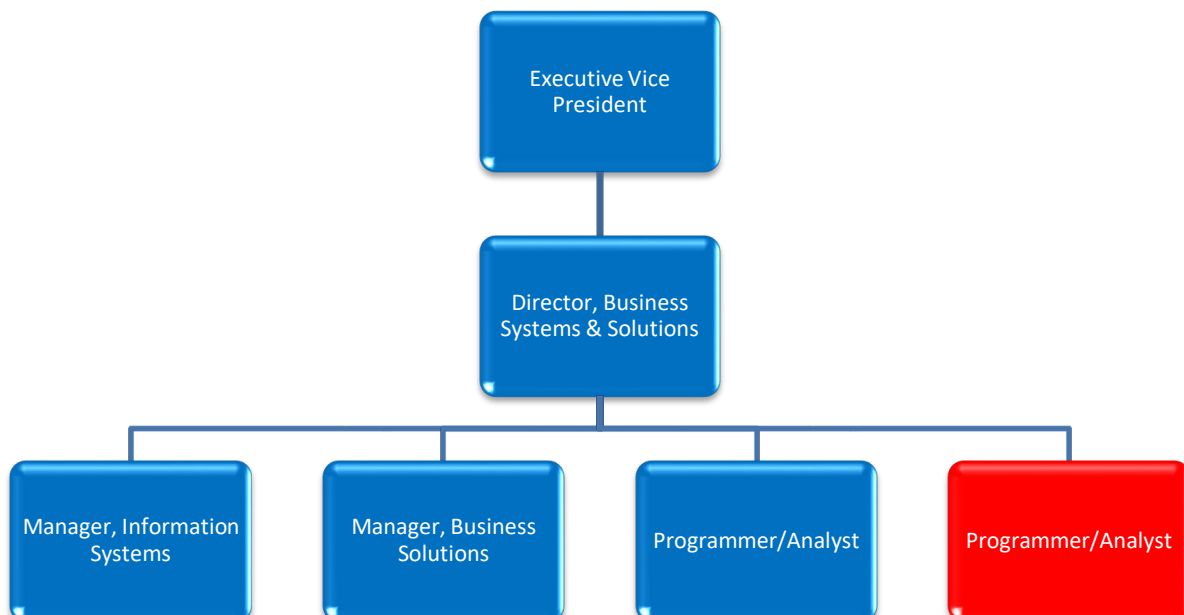 Executive Vice
President
Director, Business
Systems & Solutions
Manager, Information
Systems
Manager, Business
Solutions
Programmer/Analyst
Programmer/Analyst